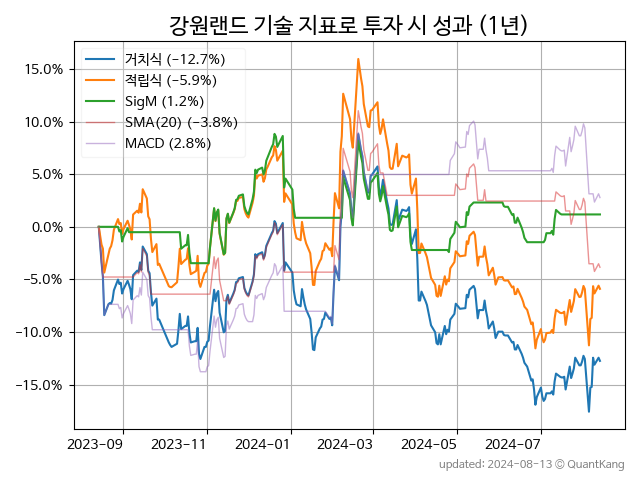 강원랜드 기술 지표로 투자 시 성과 (1년)
거치식 (−12.7%)
적립식 (−5.9%)
SigM (1.2%)
SMA(20) (−3.8%)
MACD (2.8%)
15.0%
10.0%
5.0%
0.0%
−5.0%
−10.0%
−15.0%
2023-09 2023-11 2024-01 2024-03 2024-05 2024-07
updated: 2024-08-13 © QuantKang